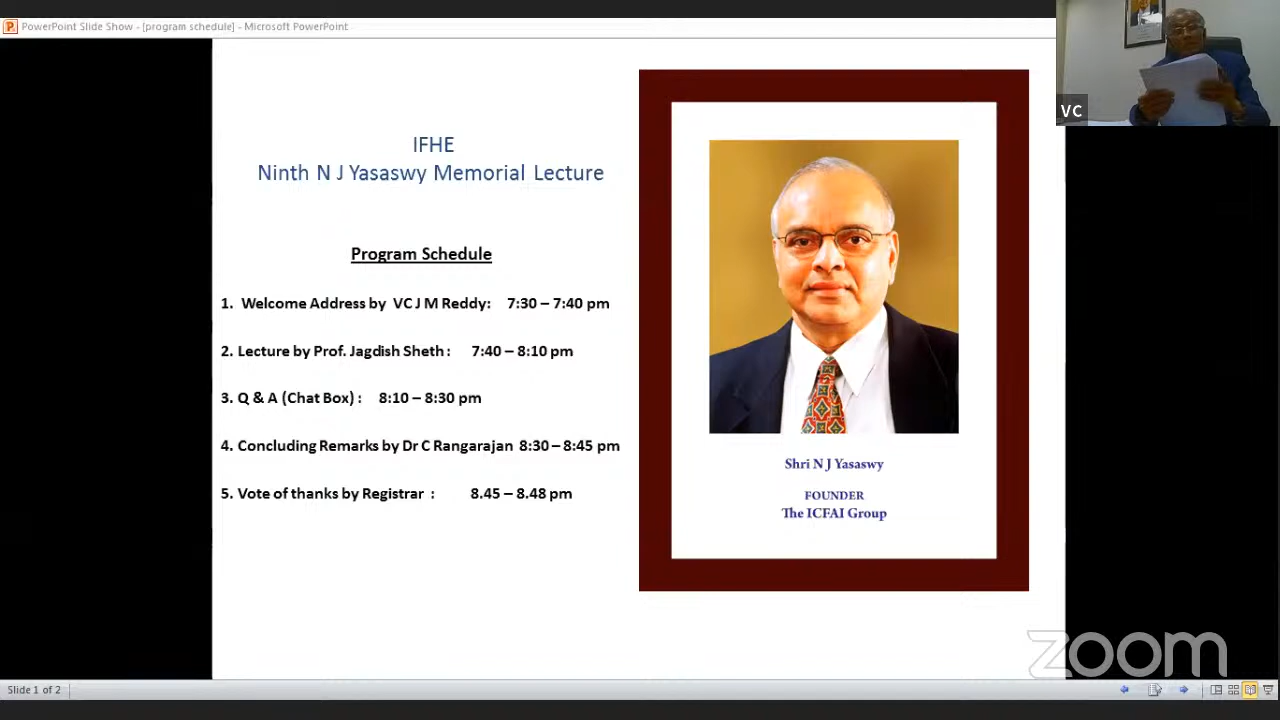 PowerPoint Slide Show - [program schedule] - Microsoft PowerPoint
VC
IFHE
Ninth N J Yasaswy Memorial Lecture
Program Schedule
1. Welcome Address by VC J M Reddy: 7:30 – 7:40 pm
2. Lecture by Prof. Jagdish Sheth : 7:40 – 8:10 pm
3. Q & A (Chat Box) : 8:10 – 8:30 pm
4. Concluding Remarks by Dr C Rangarajan 8:30 – 8:45 pm
5. Vote of thanks by Registrar : 8.45 – 8.48 pm
Shri N J Yasaswy
FOUNDER
The ICFAI Group
zoom
Slide 1 of 2